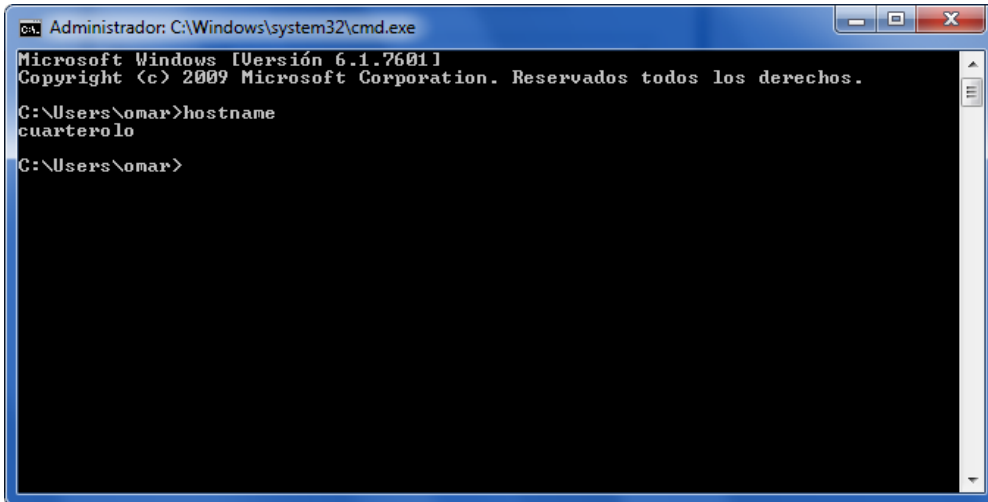 Administrador: C:\Windows\system32\cmd.exe
Microsoft Windows [Versión 6.1.7601]
Copyright (c) 2009 Microsoft Corporation. Reservados todos los derechos.
C:\Users\omar>hostname
cuarterolo
C:\Users\omar>